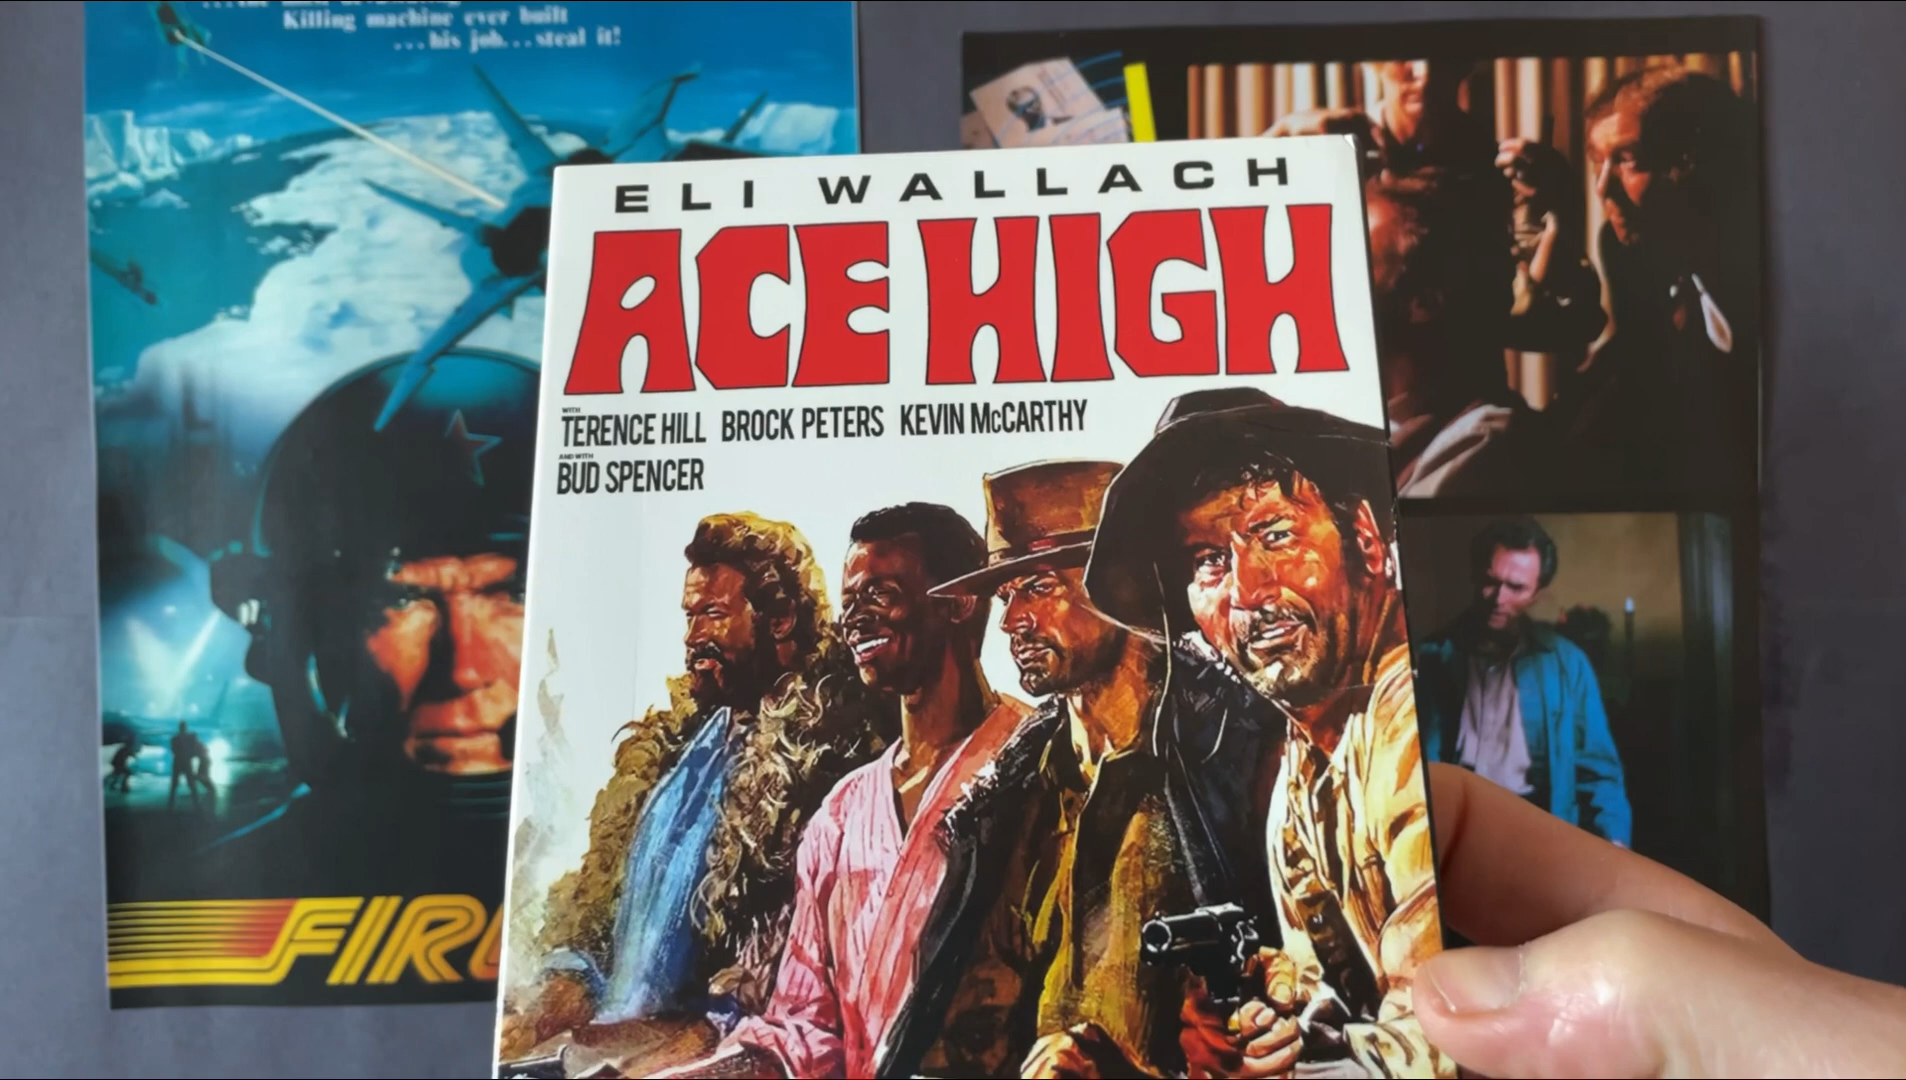 Killing machine ever built
...his job...steal it!
ELI WALLACH
ACE HIGH
WITH
TERENCE HILL BROCK PETERS KEVIN McCARTHY
AND WITH
BUD SPENCER